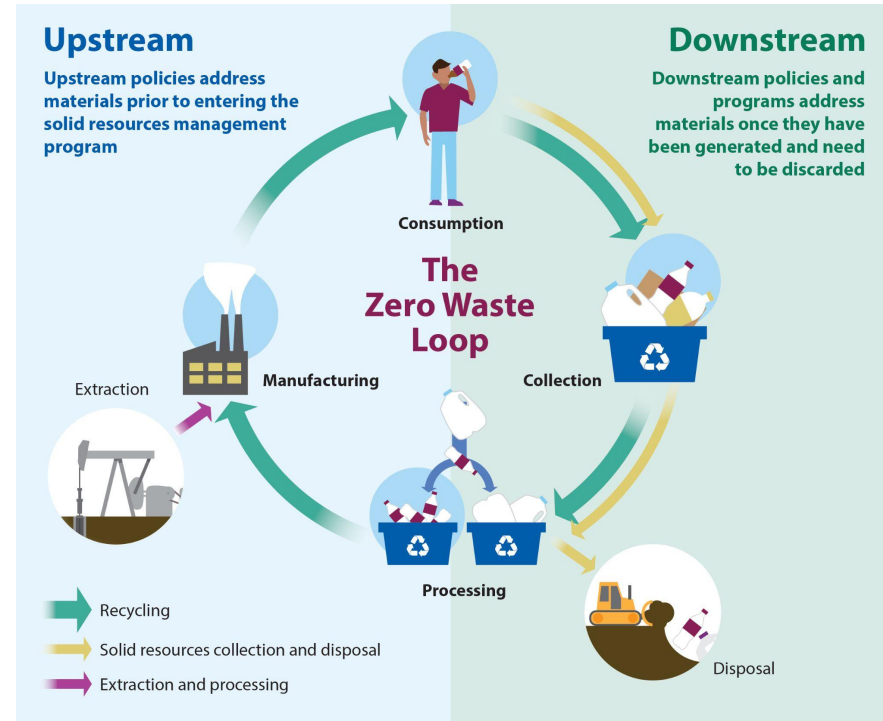 Upstream
Upstream policies address
materials prior to entering the
solid resources management
program
Downstream
Downstream policies and
programs address
materials once they have
been generated and need
to be discarded
Consumption
The
Zero Waste
Loop
Manufacturing
Collection
Extraction
Processing
Disposal
Recycling
Solid resources collection and disposal
Extraction and processing